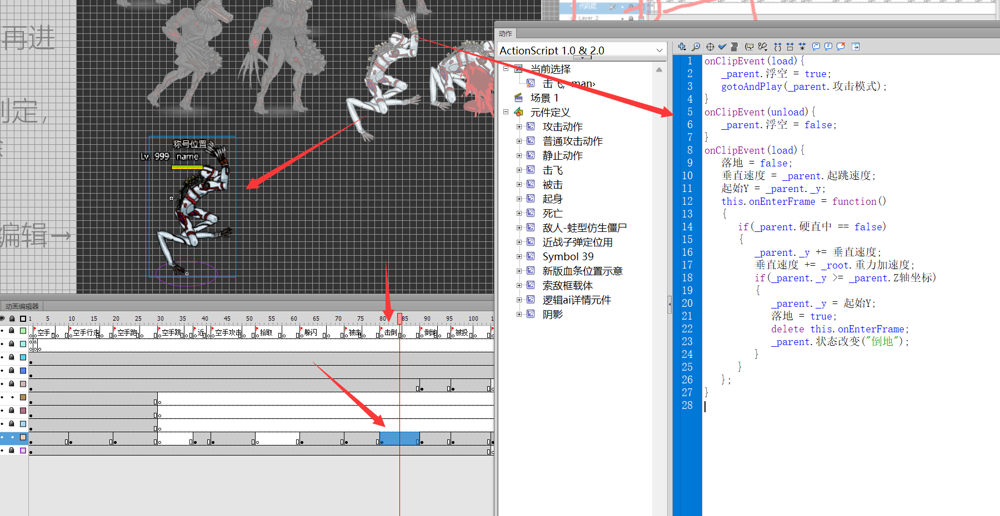 再进
制定，
编辑→
称号位置
Lv. 999 name
代码层
Layer 2
动作
ActionScript 1.0 & 2.0
当前选择
场景 1
元件定义
攻击动作
普通攻击动作
静止动作
击飞
被击
起身
死亡
敌人-蛙型仿生僵尸
近战子弹定位用
Symbol 39
新版血条位置示意
索敌框载体
逻辑ai详情元件
阴影
1 onClipEvent(load){
2 _parent.浮空 = true;
3 gotoAndPlay(_parent.攻击模式);
4 }
5 onClipEvent(unload){
6 _parent.浮空 = false;
7 }
8 onClipEvent(load){
9 落地 = false;
10 垂直速度 = _parent.起跳速度;
11 起始Y = _parent._y;
12 this.onEnterFrame = function()
13 {
14 if(_parent.硬直中 == false)
15 {
16 _parent._y += 垂直速度;
17 垂直速度 += _root.重力加速度;
18 if(_parent._y >= _parent.Z轴坐标)
19 {
20 _parent._y = 起始Y;
21 落地 = true;
22 delete this.onEnterFrame;
23 _parent.状态改变("倒地");
24 }
25 }
26 };
27 }
28
动画编辑器
1 5 10 15 20 25 30 35 40 45 50 55 60 65 70 75 80 85 90 95 100
空手 空手行走 空手跑 空手跳 近 空手攻击 拾取 躲闪 被击 击倒 倒地 被投